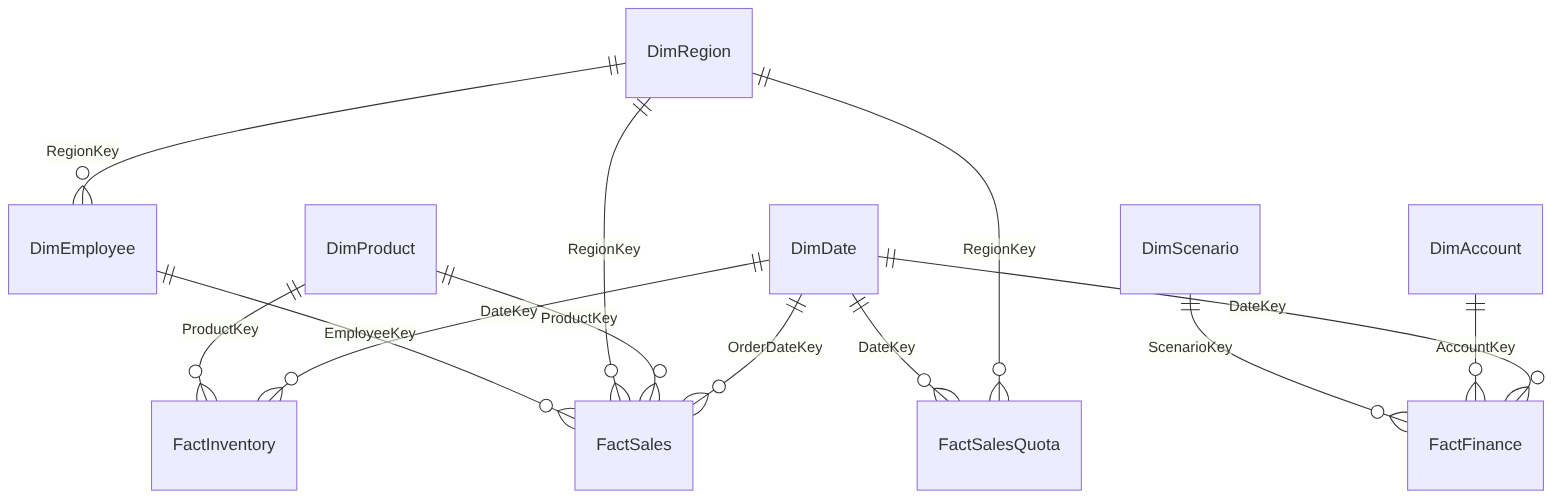 DimRegion
RegionKey
DimEmployee
DimProduct
RegionKey
DimDate
RegionKey
DimScenario
DimAccount
ProductKey
EmployeeKey
DateKey
ProductKey
OrderDateKey
DateKey
ScenarioKey
DateKey
AccountKey
FactInventory
FactSales
FactSalesQuota
FactFinance